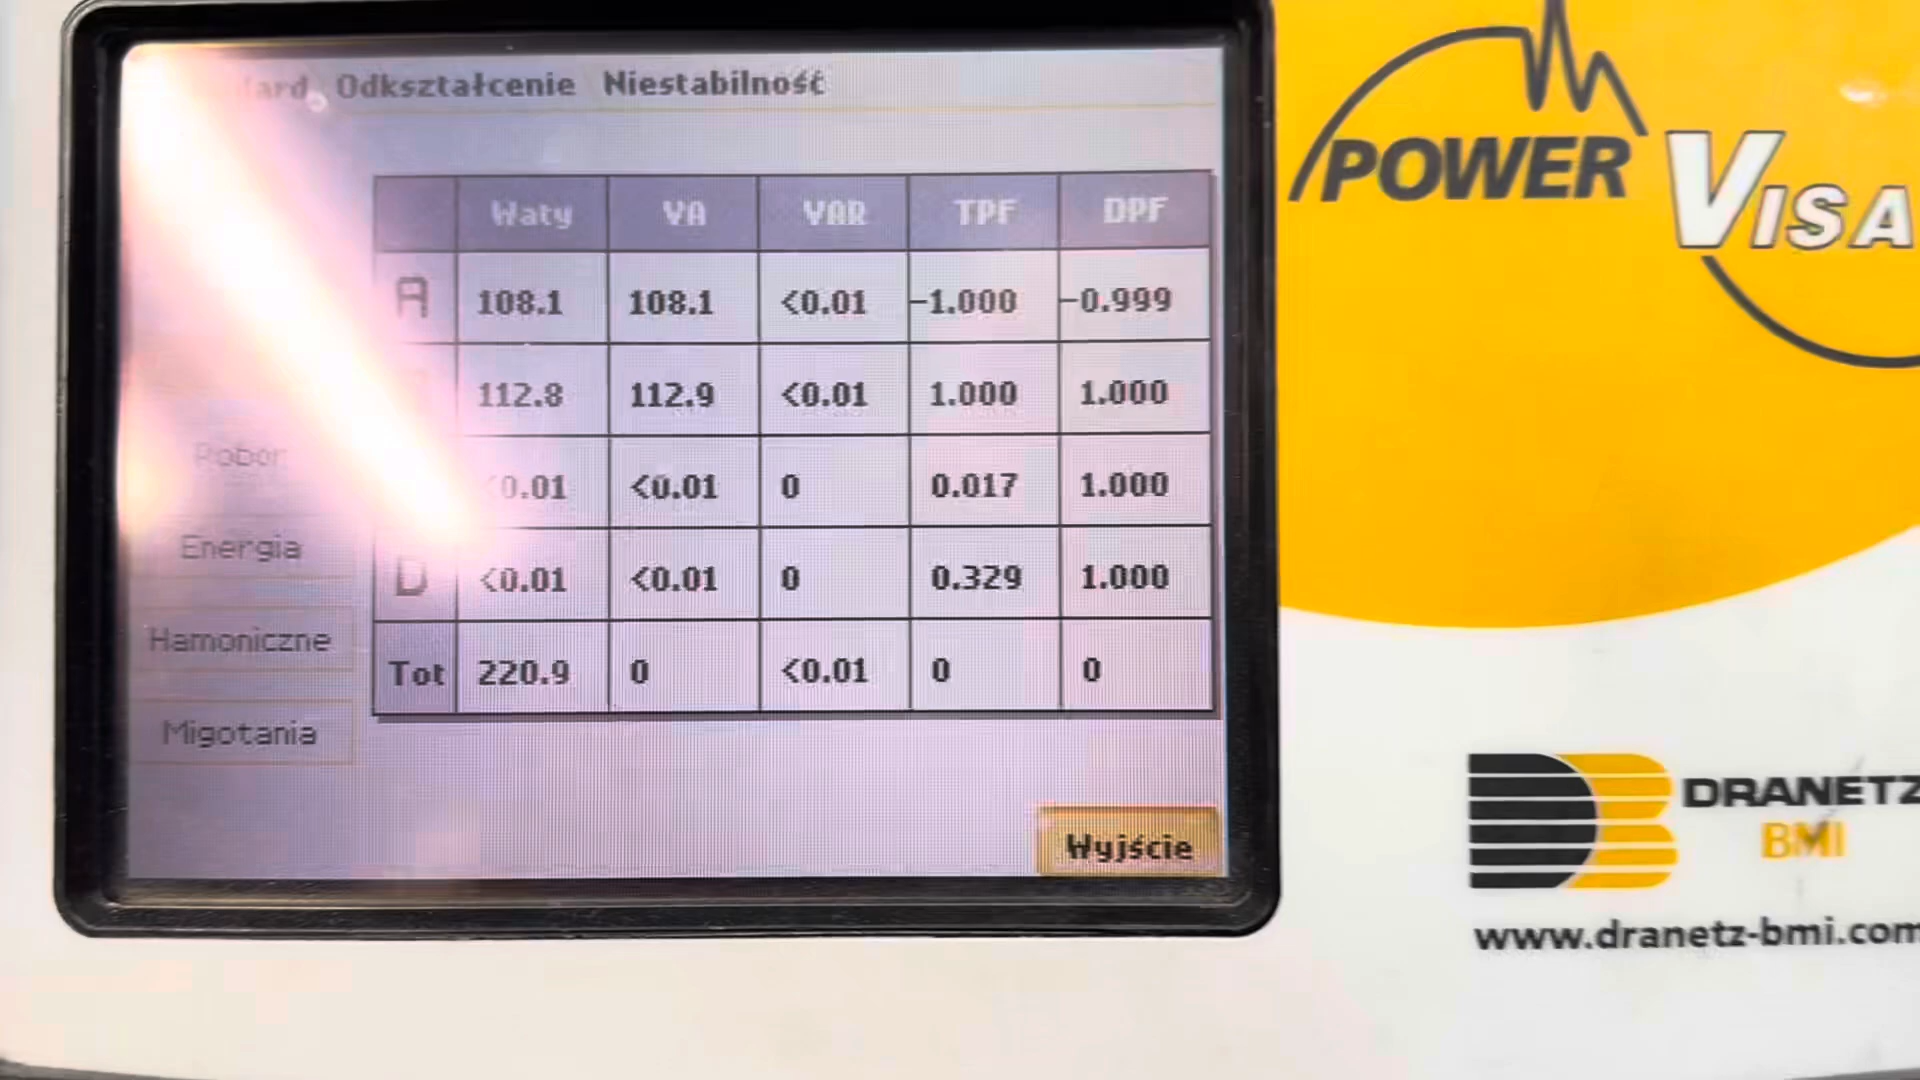 Odkształcenie Niestabilność
Waty VA VAR TPF DPF
A 108.1 108.1 <0.01 -1.000 -0.999
112.8 112.9 <0.01 1.000 1.000
<0.01 <0.01 0 0.017 1.000
D <0.01 <0.01 0 0.329 1.000
Tot 220.9 0 <0.01 0 0
Pobór
Energia
Hamoniczne
Migotania
Wyjście
POWER VISA
DRANETZ
BMI
www.dranetz-bmi.com